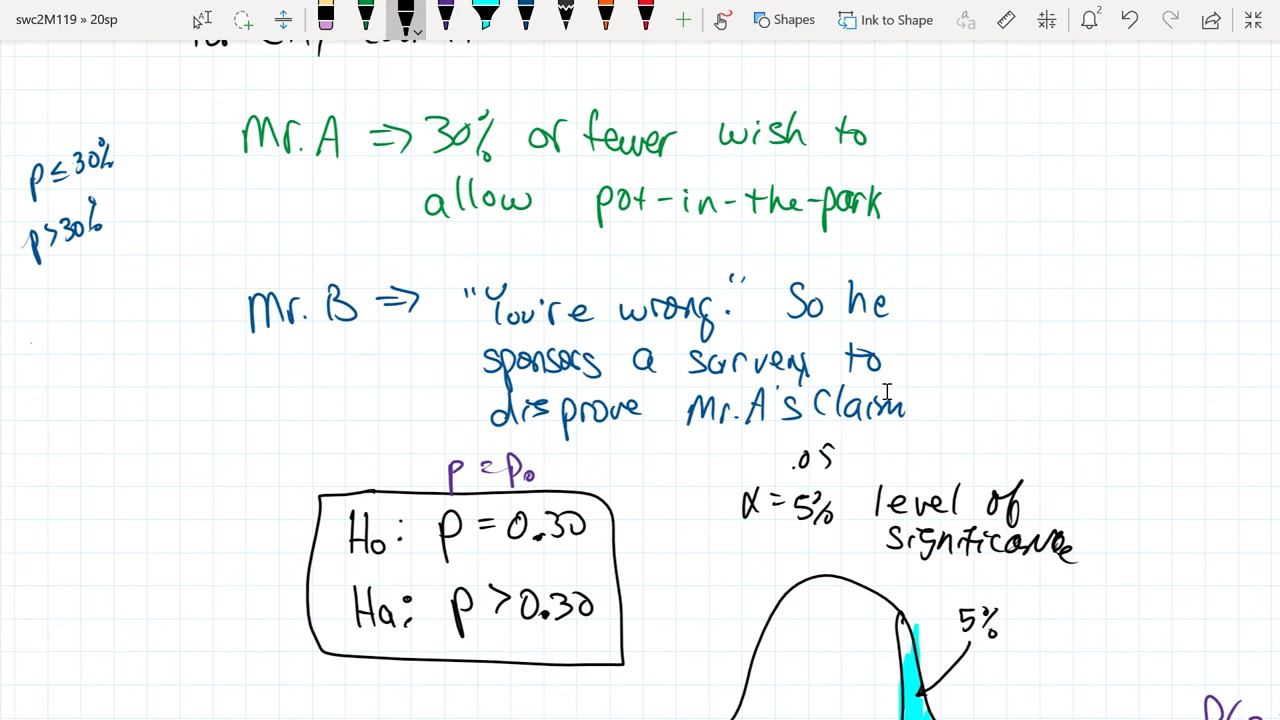 swc2M119 » 20sp
Shapes
Ink to Shape
Mr. A => 30% or fewer wish to
allow pot-in-the-park
p ≤ 30%
p > 30%
Mr. B => "You're wrong." So he
sponsors a survey to
disprove Mr. A's Claim
p = p₀
H₀: p = 0.30
Ha: p > 0.30
.05
α = 5% level of
significance
5%